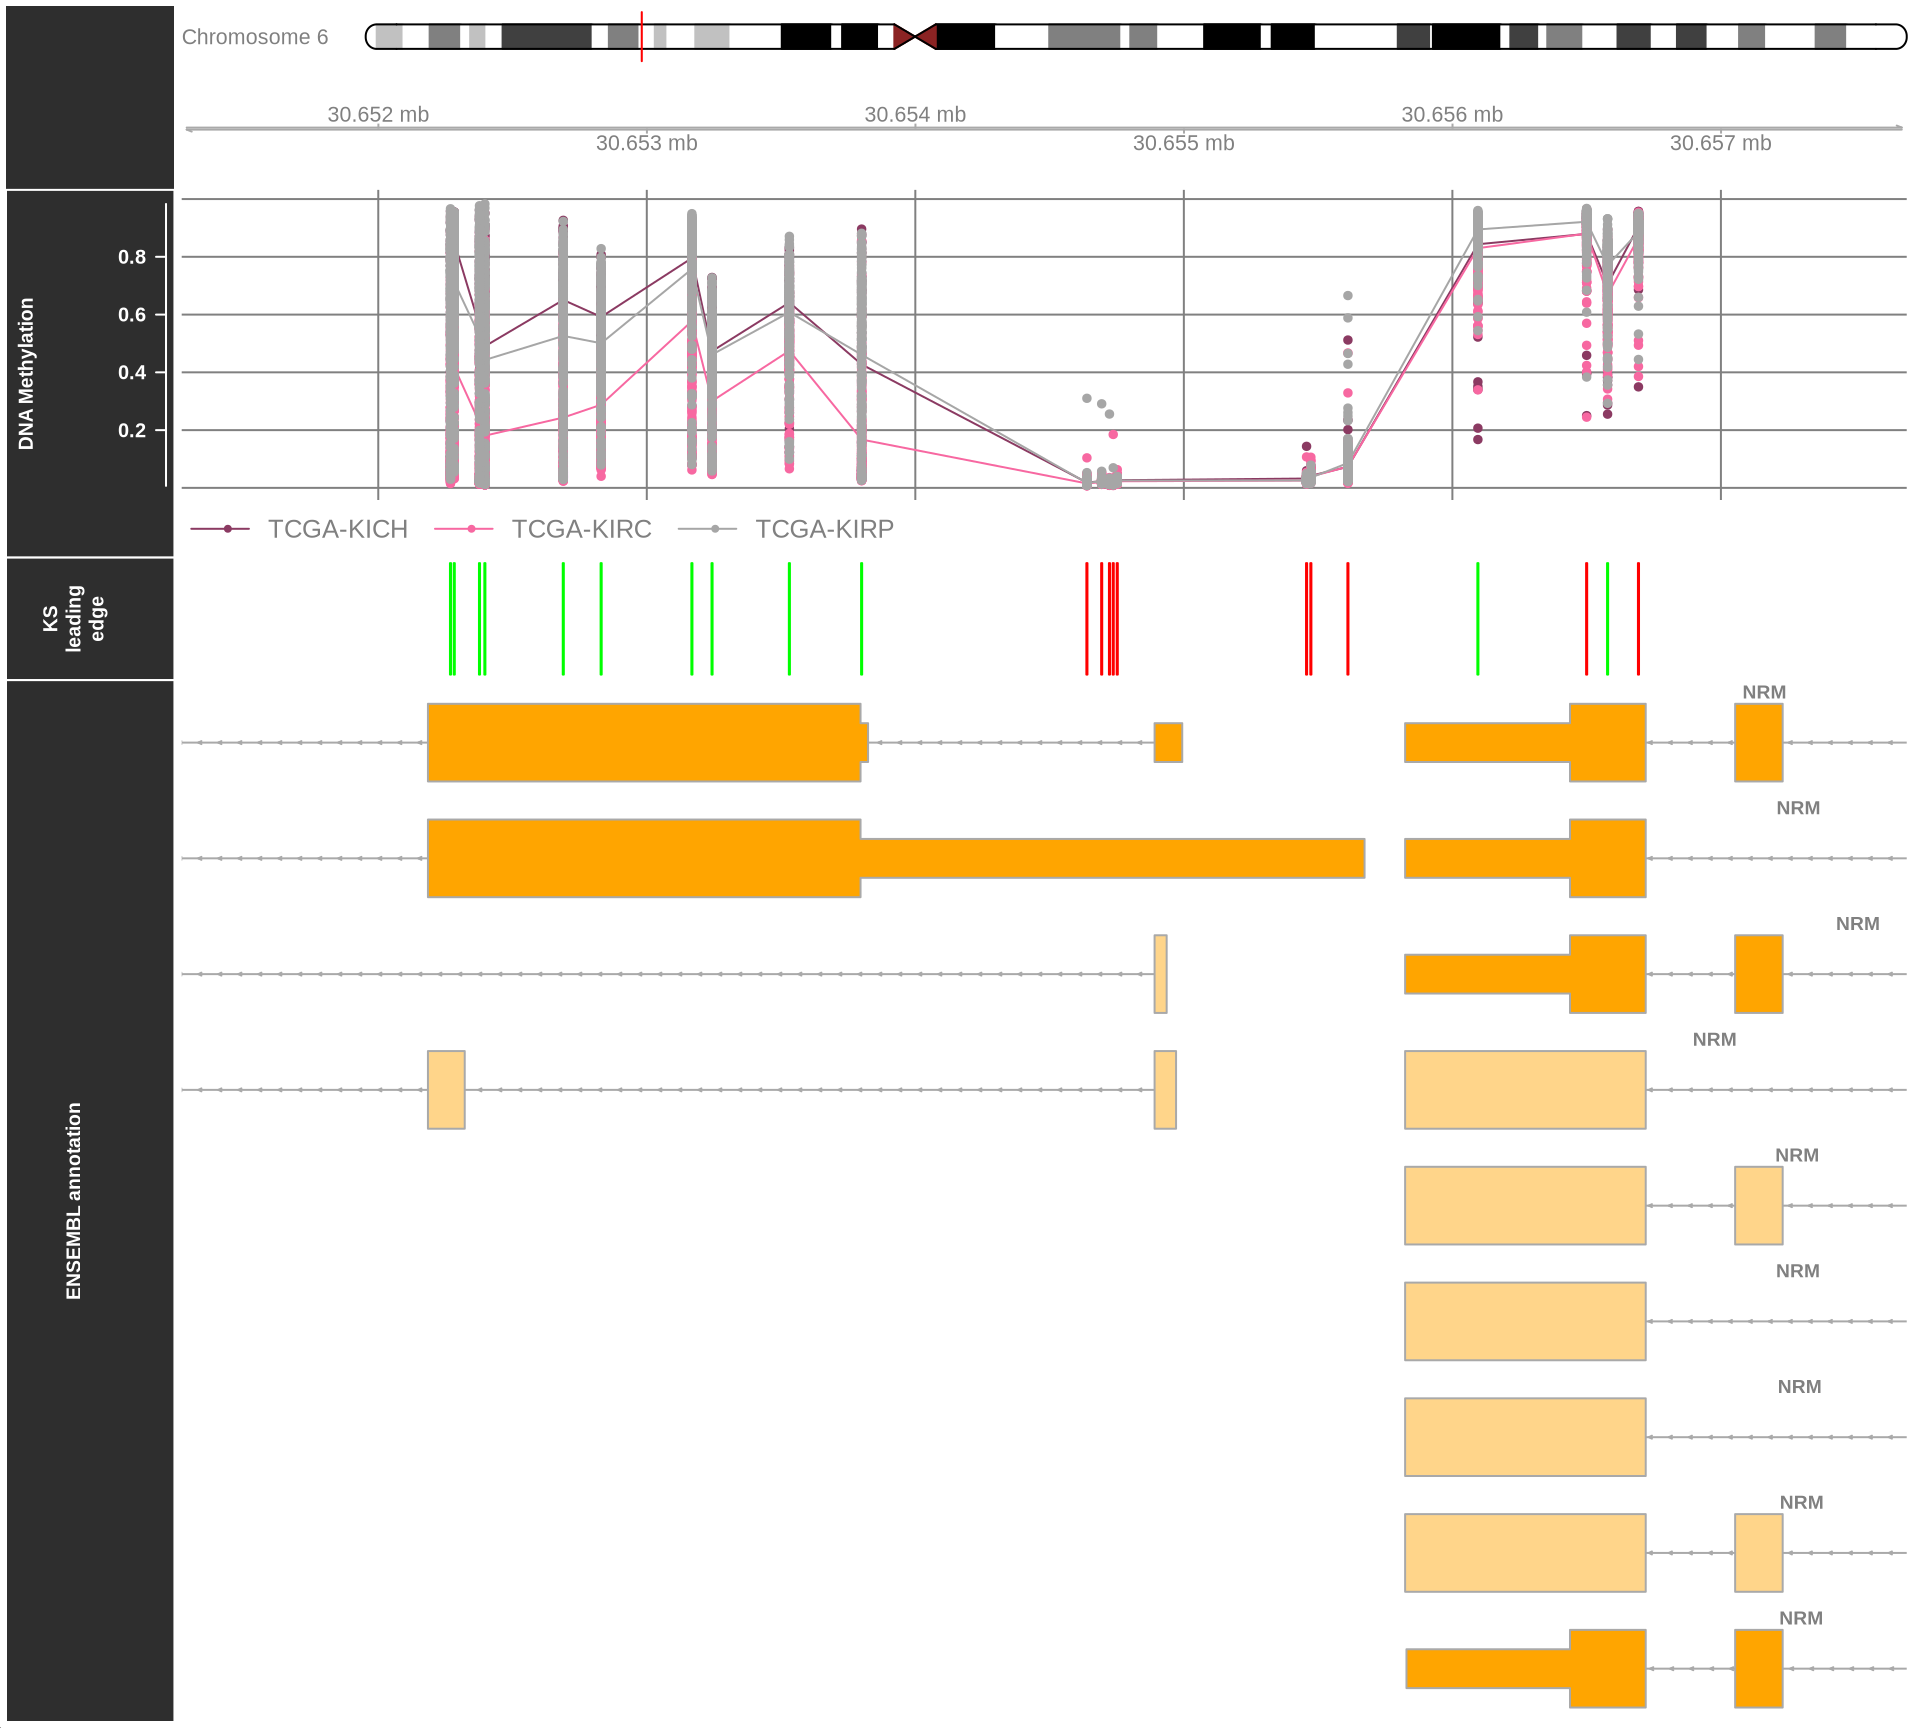 Chromosome 6
30.652 mb
30.654 mb
30.656 mb
30.653 mb
30.655 mb
30.657 mb
DNA Methylation
0.8
0.6
0.4
0.2
TCGA-KICH
TCGA-KIRC
TCGA-KIRP
KS
leading
edge
ENSEMBL annotation
NRM
NRM
NRM
NRM
NRM
NRM
NRM
NRM
NRM